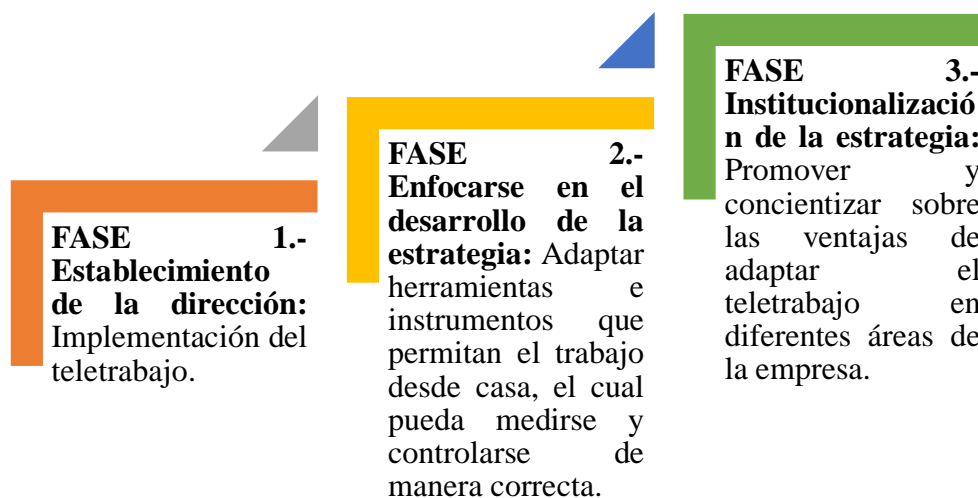 FASE 1.-
Establecimiento
de la dirección:
Implementación del
teletrabajo.
FASE 2.-
Enfocarse en el
desarrollo de la
estrategia: Adaptar
herramientas e
instrumentos que
permitan el trabajo
desde casa, el cual
pueda medirse y
controlarse de
manera correcta.
FASE 3.-
Institucionalizació
n de la estrategia:
Promover y
concientizar sobre
las ventajas de
adaptar el
teletrabajo en
diferentes áreas de
la empresa.